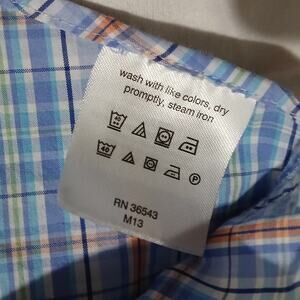 wash with like colors, dry
promptly, steam iron
40
40
P
RN 36543
M13